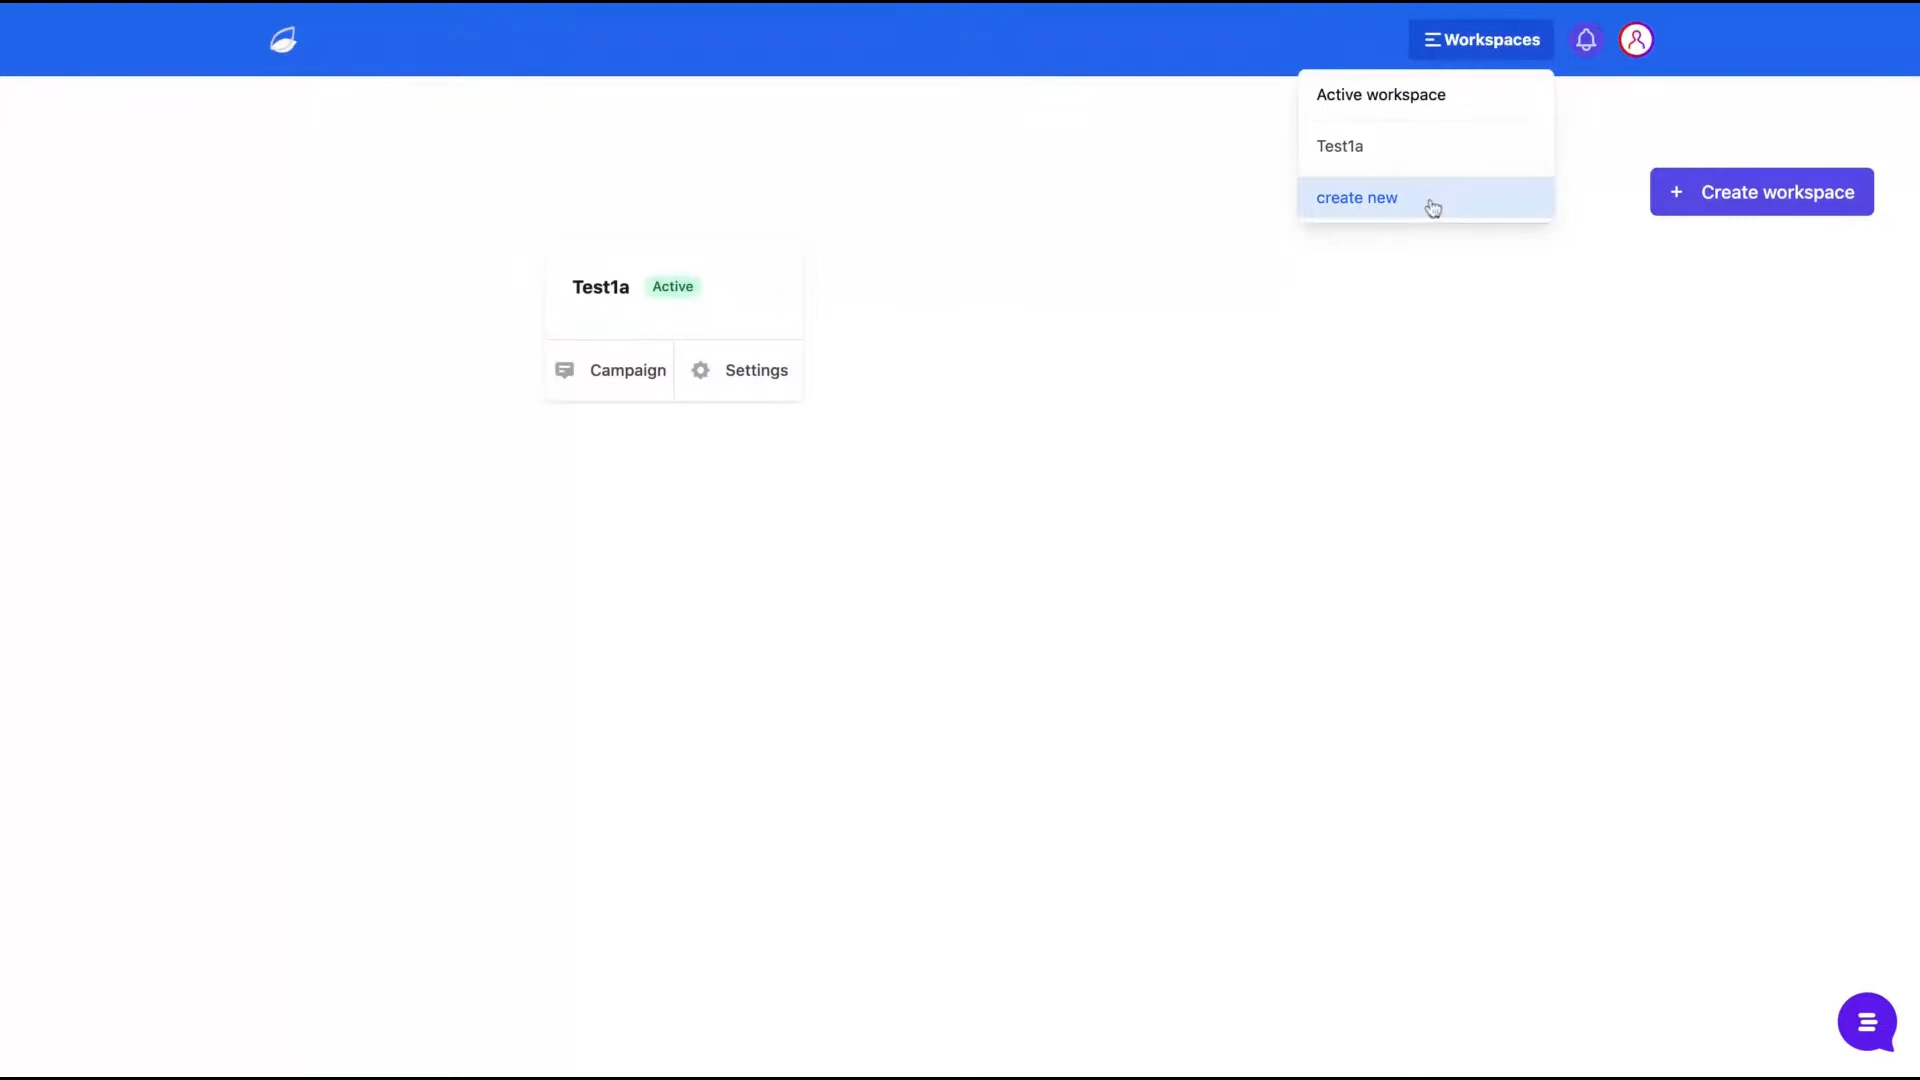 Workspaces
Active workspace
Test1a
create new
+ Create workspace
Test1a Active
Campaign Settings